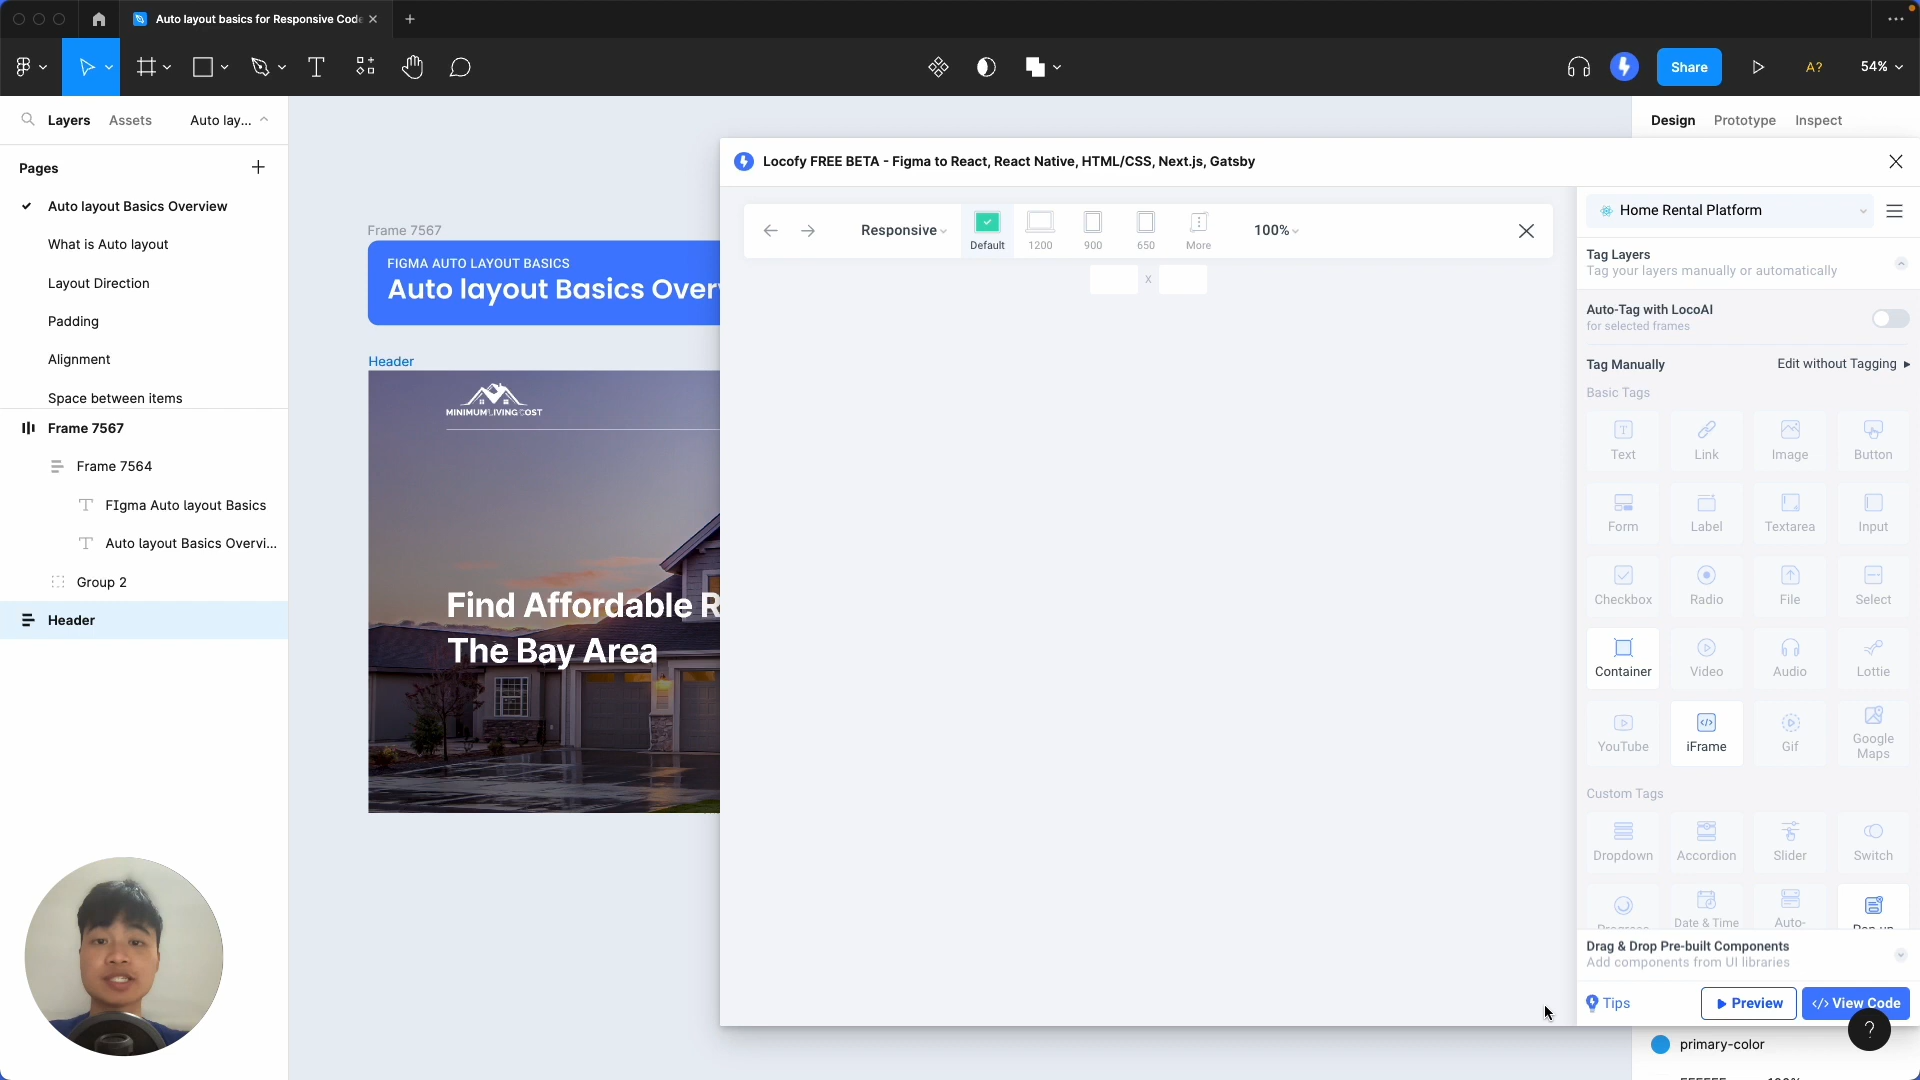 Auto layout basics for Responsive Code
Share
A?
54%
Layers
Assets
Auto lay...
Pages
Auto layout Basics Overview
What is Auto layout
Layout Direction
Padding
Alignment
Space between items
Frame 7567
Frame 7564
FIgma Auto layout Basics
Auto layout Basics Overvi...
Group 2
Header
Frame 7567
FIGMA AUTO LAYOUT BASICS
Auto layout Basics Over
Header
MINIMUM LIVING COST
Find Affordable R
The Bay Area
Design
Prototype
Inspect
Locofy FREE BETA - Figma to React, React Native, HTML/CSS, Next.js, Gatsby
Responsive
Default
1200
900
650
More
100%
x
Home Rental Platform
Tag Layers
Tag your layers manually or automatically
Auto-Tag with LocoAI
for selected frames
Tag Manually
Edit without Tagging
Basic Tags
Text
Link
Image
Button
Form
Label
Textarea
Input
Checkbox
Radio
File
Select
Container
Video
Audio
Lottie
YouTube
iFrame
Gif
Google
Maps
Custom Tags
Dropdown
Accordion
Slider
Switch
Progress
Date & Time
Auto-
Pop up
Drag & Drop Pre-built Components
Add components from UI libraries
Tips
Preview
</> View Code
?
primary-color